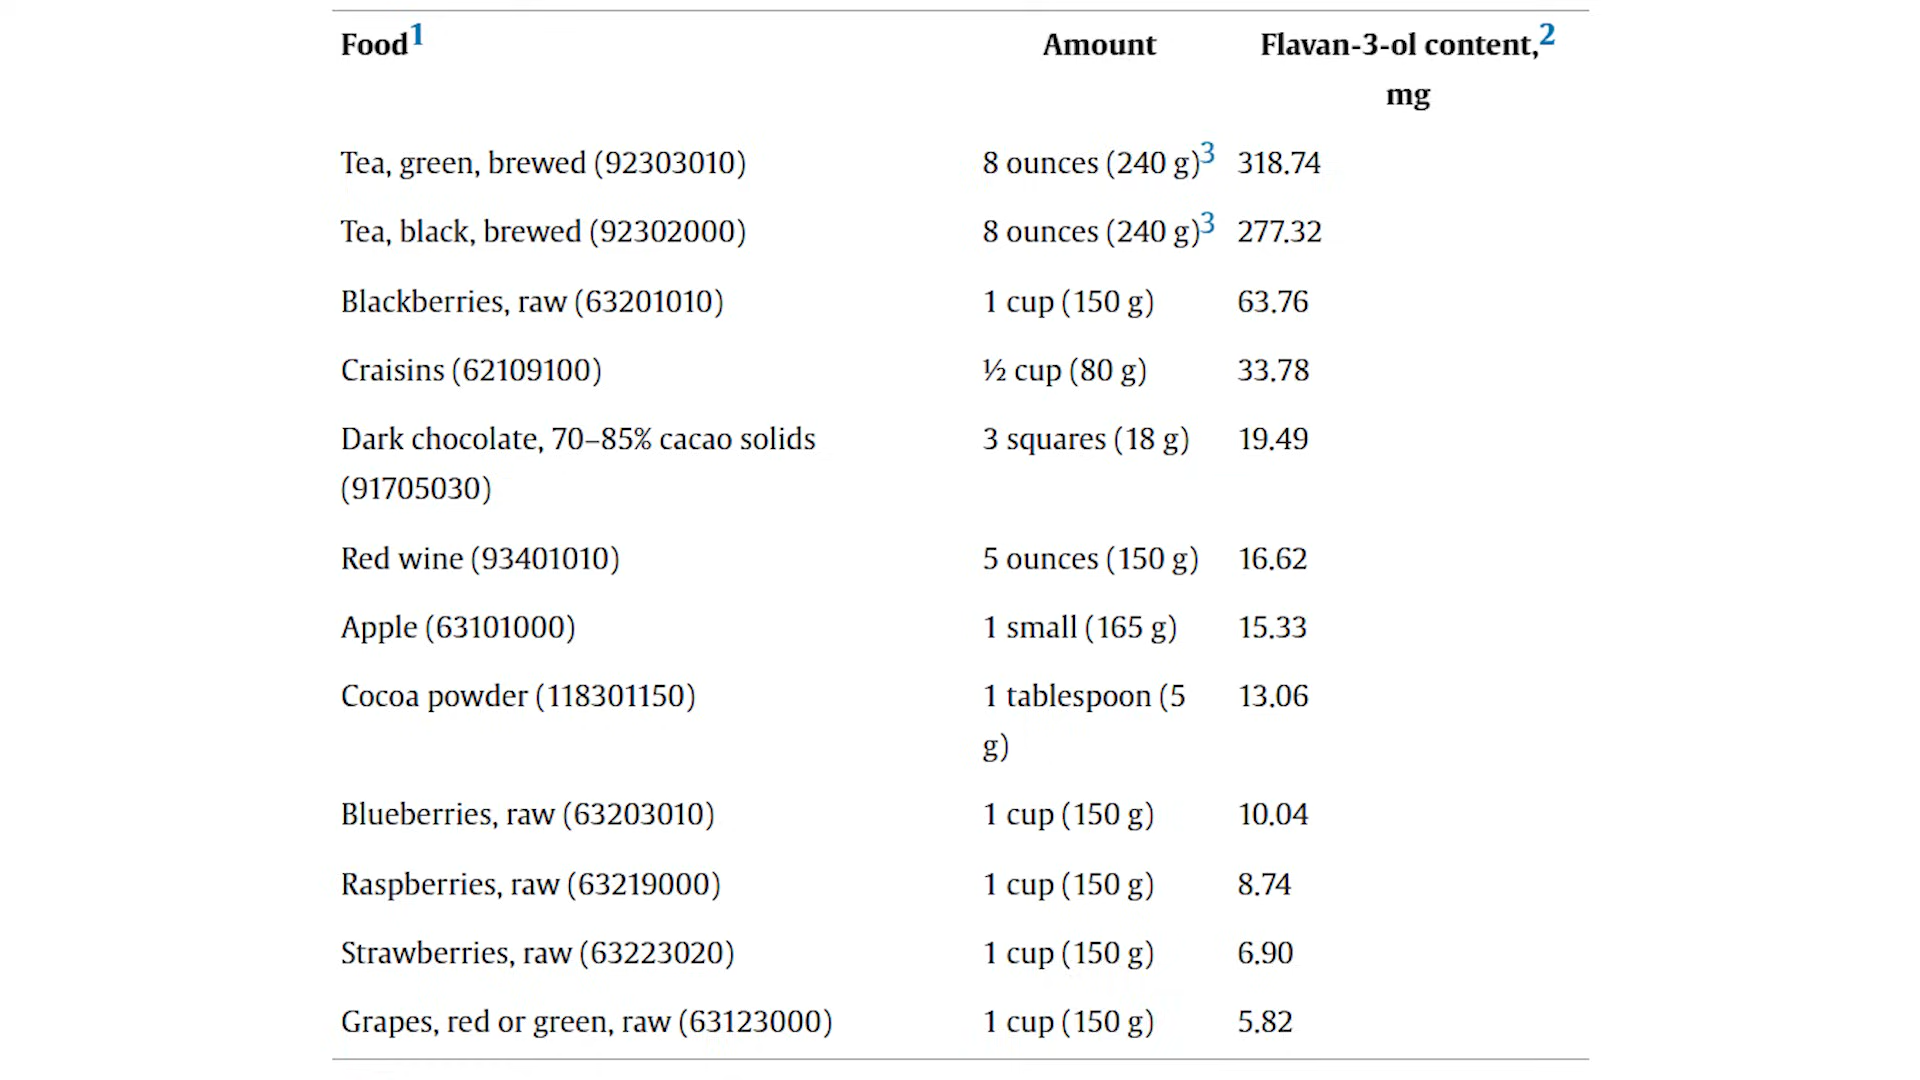 Food1 Amount Flavan-3-ol content,2
mg
Tea, green, brewed (92303010) 8 ounces (240 g)3 318.74
Tea, black, brewed (92302000) 8 ounces (240 g)3 277.32
Blackberries, raw (63201010) 1 cup (150 g) 63.76
Craisins (62109100) ½ cup (80 g) 33.78
Dark chocolate, 70–85% cacao solids 3 squares (18 g) 19.49
(91705030)
Red wine (93401010) 5 ounces (150 g) 16.62
Apple (63101000) 1 small (165 g) 15.33
Cocoa powder (118301150) 1 tablespoon (5 13.06
g)
Blueberries, raw (63203010) 1 cup (150 g) 10.04
Raspberries, raw (63219000) 1 cup (150 g) 8.74
Strawberries, raw (63223020) 1 cup (150 g) 6.90
Grapes, red or green, raw (63123000) 1 cup (150 g) 5.82